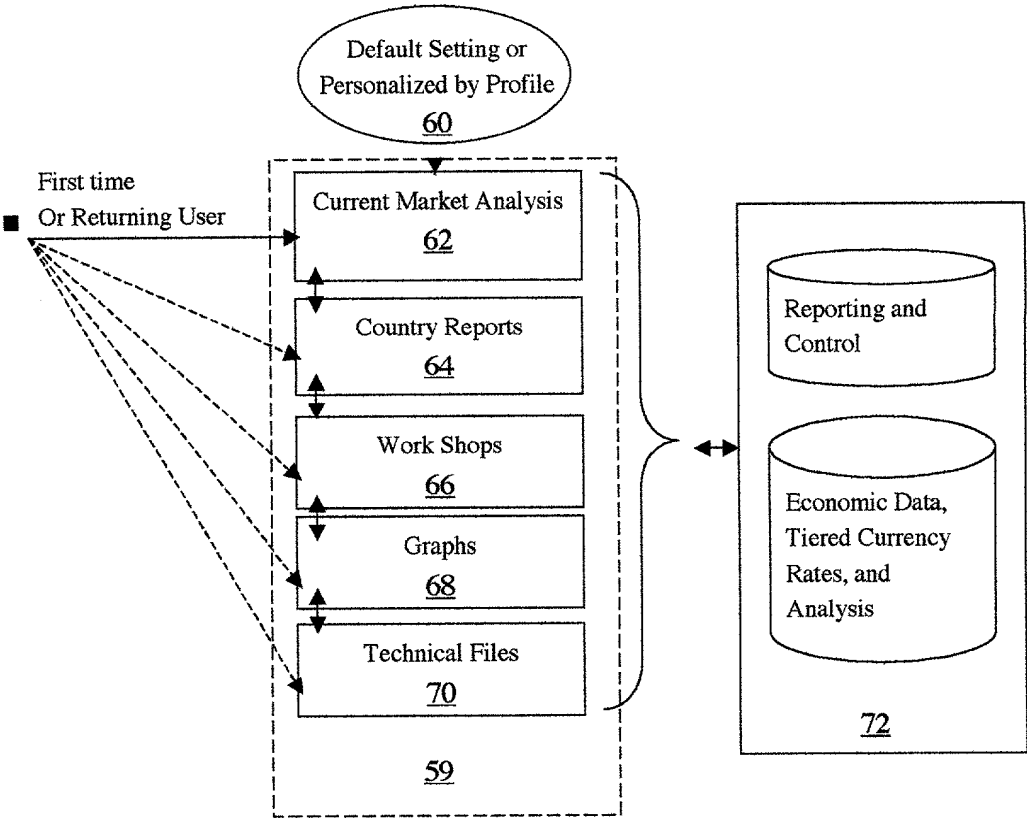 Default Setting or
Personalized by Profile
60
First time
Or Returning User
Current Market Analysis
62
Country Reports
64
Work Shops
66
Graphs
68
Technical Files
70
59
Reporting and
Control
Economic Data,
Tiered Currency
Rates, and
Analysis
72